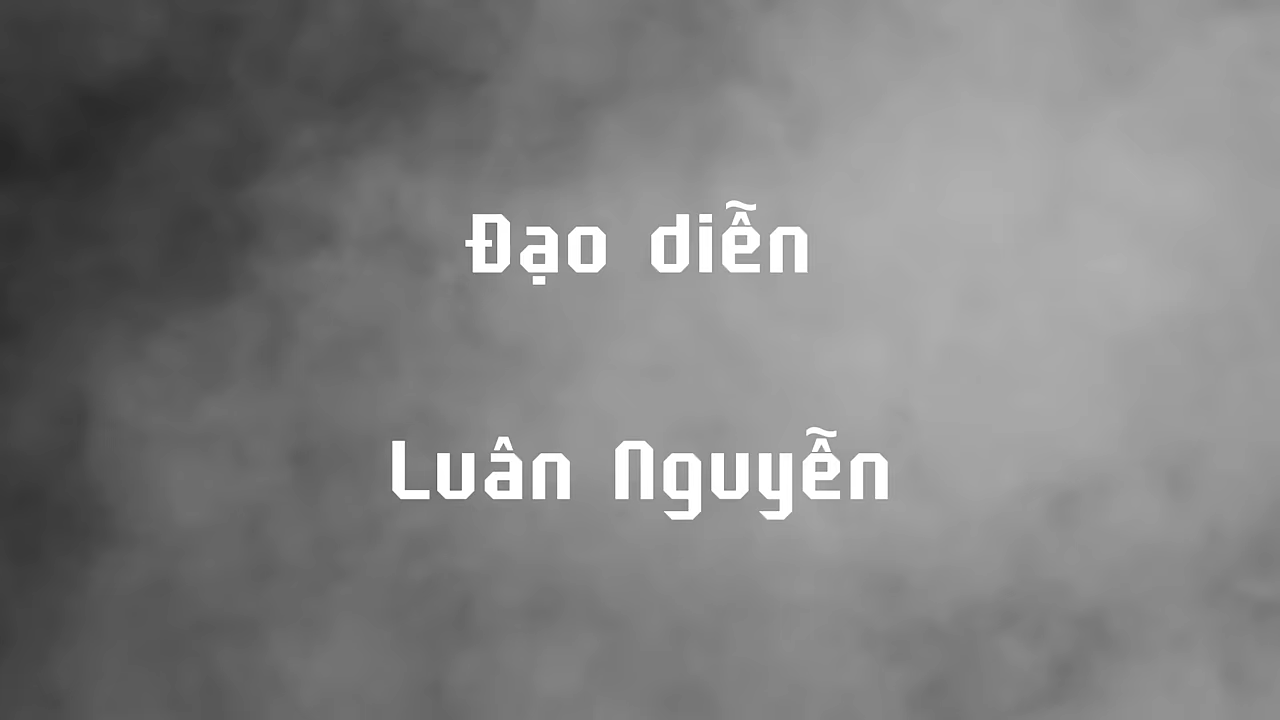 Đạo diễn
Luân Nguyễn